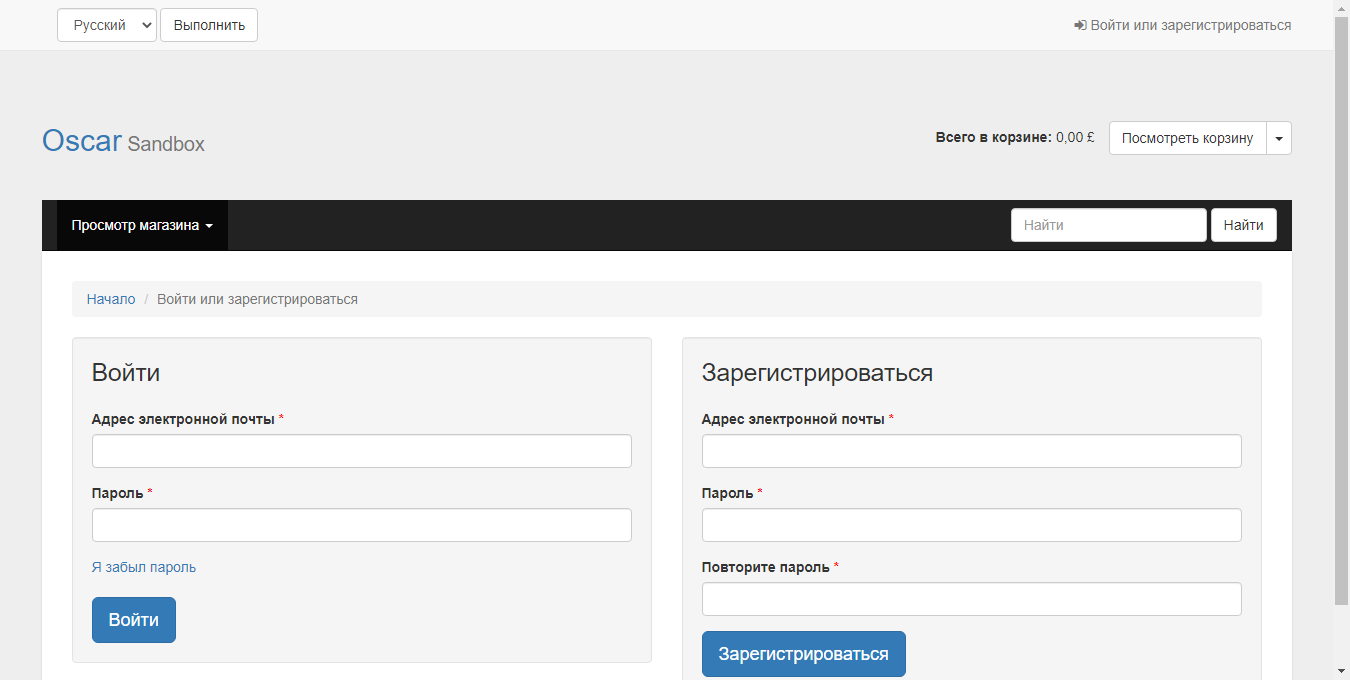 Русский Выполнить Войти или зарегистрироваться
Oscar Sandbox Всего в корзине: 0,00 £ Посмотреть корзину
Просмотр магазина Найти Найти
Начало / Войти или зарегистрироваться
Войти
Адрес электронной почты *
Пароль *
Я забыл пароль
Войти
Зарегистрироваться
Адрес электронной почты *
Пароль *
Повторите пароль *
Зарегистрироваться